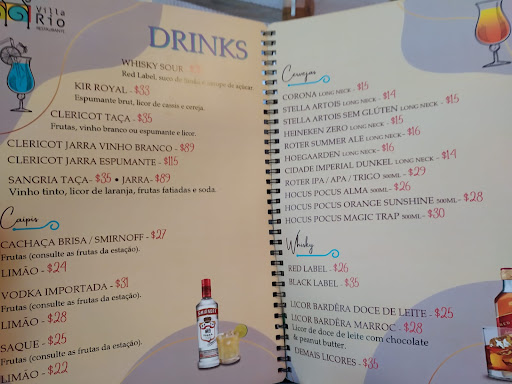 Villa
Rio
RESTAURANTE
DRINKS
WHISKY SOUR -
Red Label, suco de limão e xarope de açúcar.
KIR ROYAL - $33
Espumante brut, licor de cassis e cereja.
CLERICOT TAÇA - $35
Frutas, vinho branco ou espumante e licor.
CLERICOT JARRA VINHO BRANCO - $89
CLERICOT JARRA ESPUMANTE - $115
SANGRIA TAÇA - $35 • JARRA - $89
Vinho tinto, licor de laranja, frutas fatiadas e soda.
Caipis
CACHAÇA BRISA / SMIRNOFF - $27
Frutas (consulte as frutas da estação).
LIMÃO - $24
VODKA IMPORTADA - $31
Frutas (consulte as frutas da estação).
LIMÃO - $28
SAQUE - $25
Frutas (consulte as frutas da estação).
LIMÃO - $22
SMIRNOFF
Cervejas
CORONA LONG NECK - $15
STELLA ARTOIS LONG NECK - $14
STELLA ARTOIS SEM GLÚTEN LONG NECK - $15
HEINEKEN ZERO LONG NECK - $15
ROTER SUMMER ALE LONG NECK - $16
HOEGAARDEN LONG NECK - $16
CIDADE IMPERIAL DUNKEL LONG NECK - $14
ROTER IPA / APA / TRIGO 500ML - $29
HOCUS POCUS ALMA 500ML - $26
HOCUS POCUS ORANGE SUNSHINE 500ML - $28
HOCUS POCUS MAGIC TRAP 500ML - $30
Whisky
RED LABEL - $26
BLACK LABEL - $35
LICOR BARDÊRA DOCE DE LEITE - $25
LICOR BARDÊRA MARROC - $28
Licor de doce de leite com chocolate
& peanut butter.
DEMAIS LICORES - $35